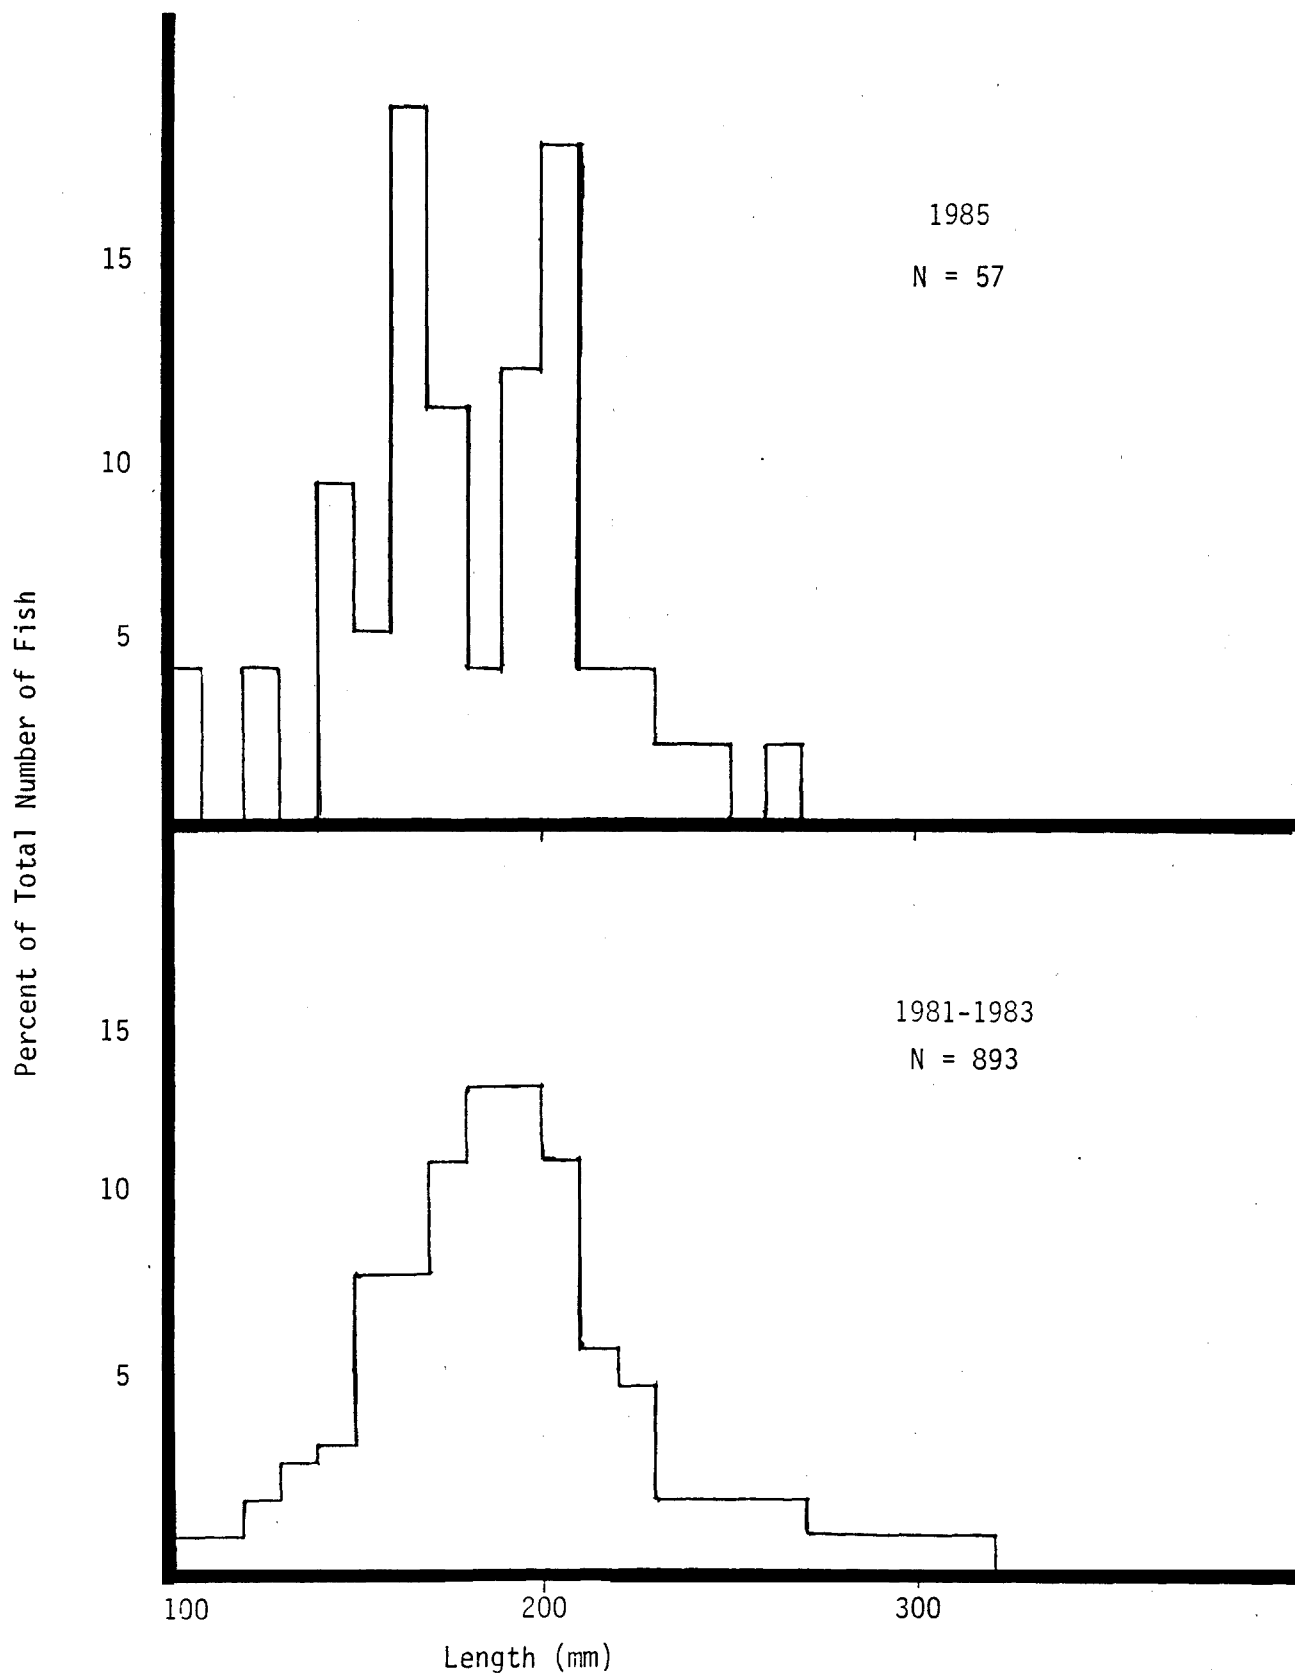 1985
N = 57
15
10
5
Percent of Total Number of Fish
1981-1983
N = 893
15
10
5
100
200
300
Length (mm)